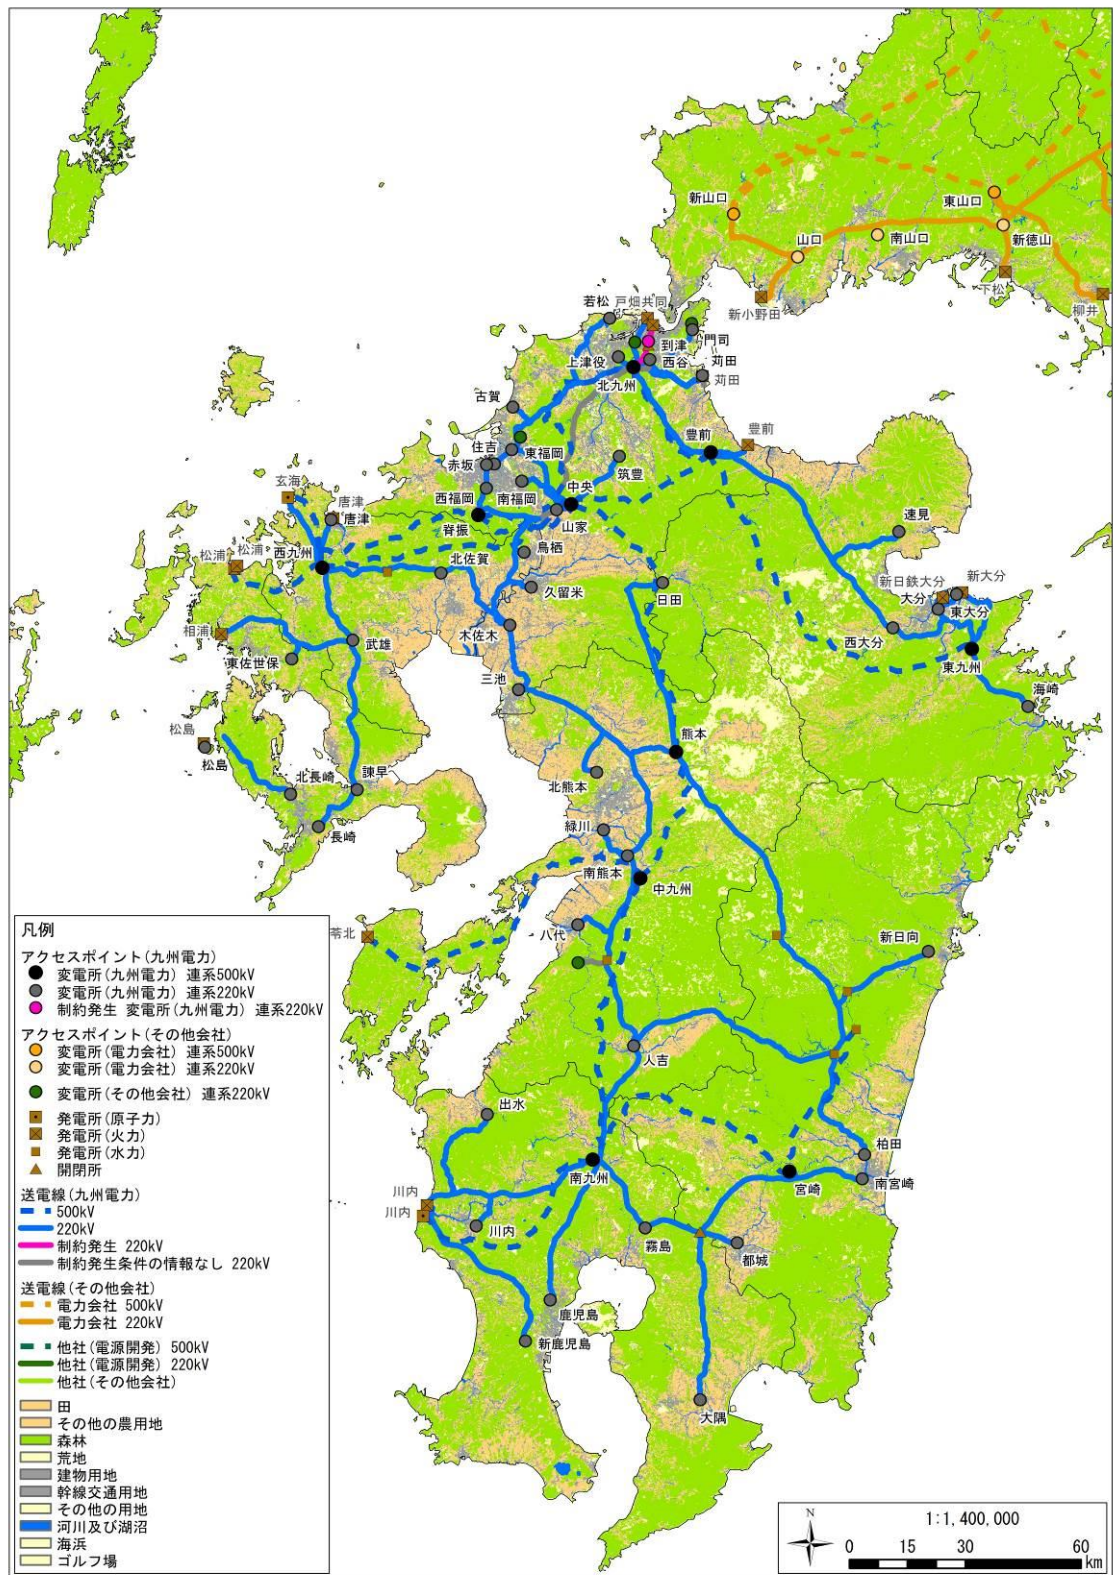 新山口
東山口
山口
南山口
新徳山
下松
柳井
新小野田
若松
戸畑共同
到津
門司
上津役
西谷
苅田
北九州
苅田
古賀
豊前
豊前
住吉
東福岡
赤坂
筑豊
西福岡
南福岡
中央
玄海
唐津
唐津
脊振
山家
速見
鳥栖
松浦
松浦
西九州
北佐賀
新日鉄大分
新大分
久留米
日田
大分
東大分
相浦
木佐木
西大分
武雄
東佐世保
東九州
三池
海崎
松島
松島
熊本
北熊本
北長崎
諫早
長崎
緑川
南熊本
中九州
苓北
八代
新日向
人吉
出水
柏田
南九州
宮崎
南宮崎
川内
川内
川内
霧島
都城
鹿児島
新鹿児島
大隅
凡例
アクセスポイント(九州電力)
変電所(九州電力) 連系500kV
変電所(九州電力) 連系220kV
制約発生 変電所(九州電力) 連系220kV
アクセスポイント(その他会社)
変電所(電力会社) 連系500kV
変電所(電力会社) 連系220kV
変電所(その他会社) 連系220kV
発電所(原子力)
発電所(火力)
発電所(水力)
開閉所
送電線(九州電力)
500kV
220kV
制約発生 220kV
制約発生条件の情報なし 220kV
送電線(その他会社)
電力会社 500kV
電力会社 220kV
他社(電源開発) 500kV
他社(電源開発) 220kV
他社(その他会社)
田
その他の農用地
森林
荒地
建物用地
幹線交通用地
その他の用地
河川及び湖沼
海浜
ゴルフ場
N
1:1,400,000
0 15 30 60
km